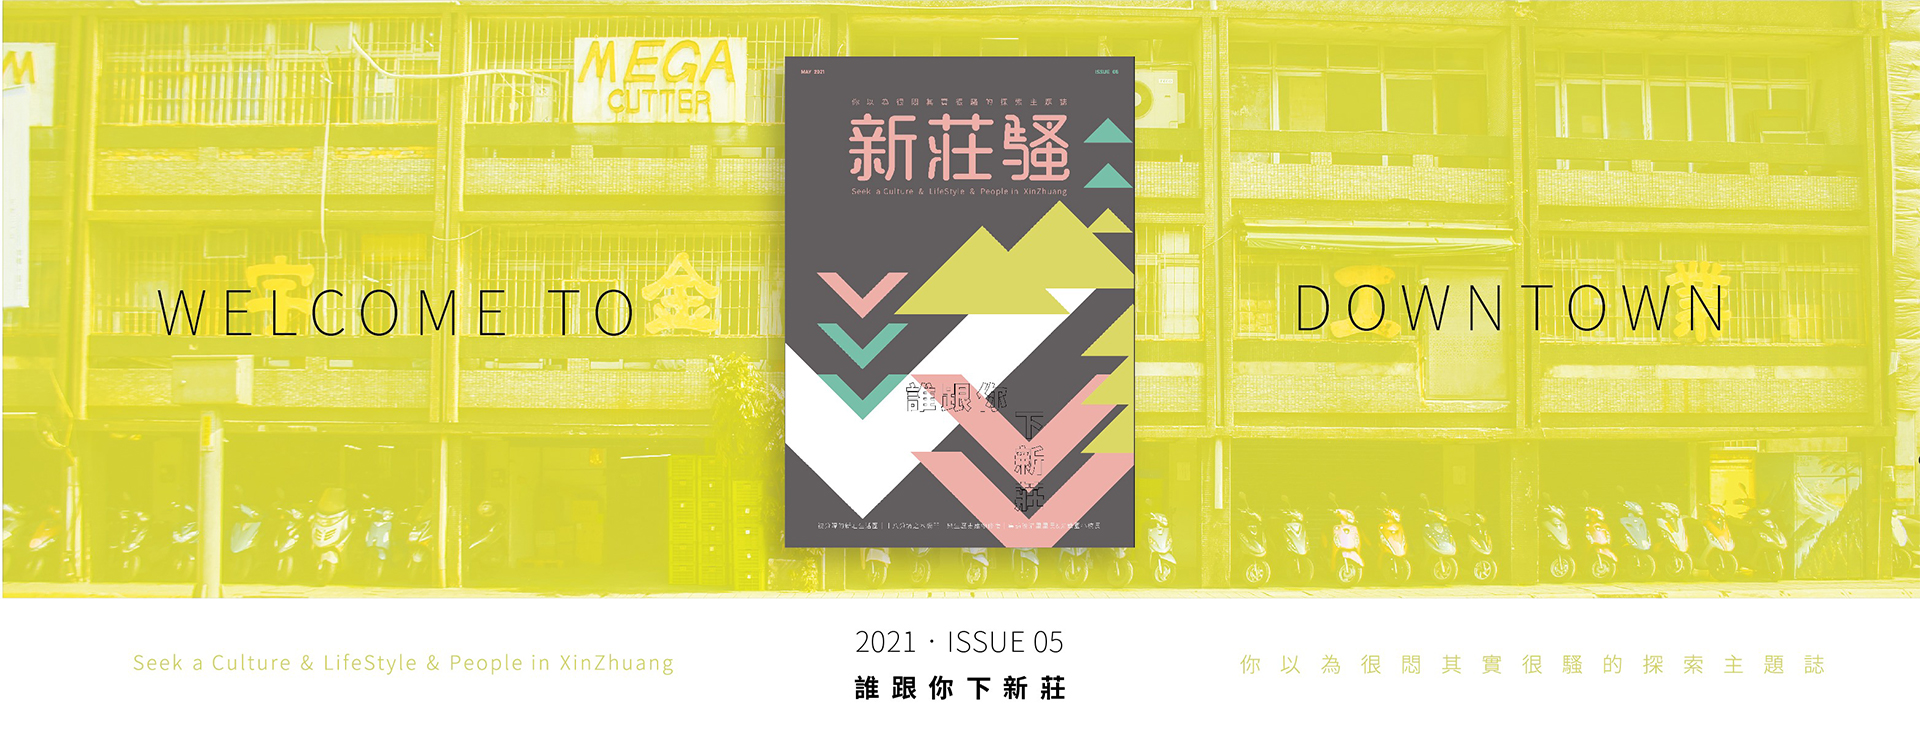 MEGA
CUTTER
MAY 2021
ISSUE 05
你以為很悶其實很騷的探索主題誌
新莊騷
Seek a Culture & LifeStyle & People in XinZhuang
WELCOME TO
DOWNTOWN
金
業
誰跟你
下新莊
2021 · ISSUE 05
誰跟你下新莊
Seek a Culture & LifeStyle & People in XinZhuang
你以為很悶其實很騷的探索主題誌